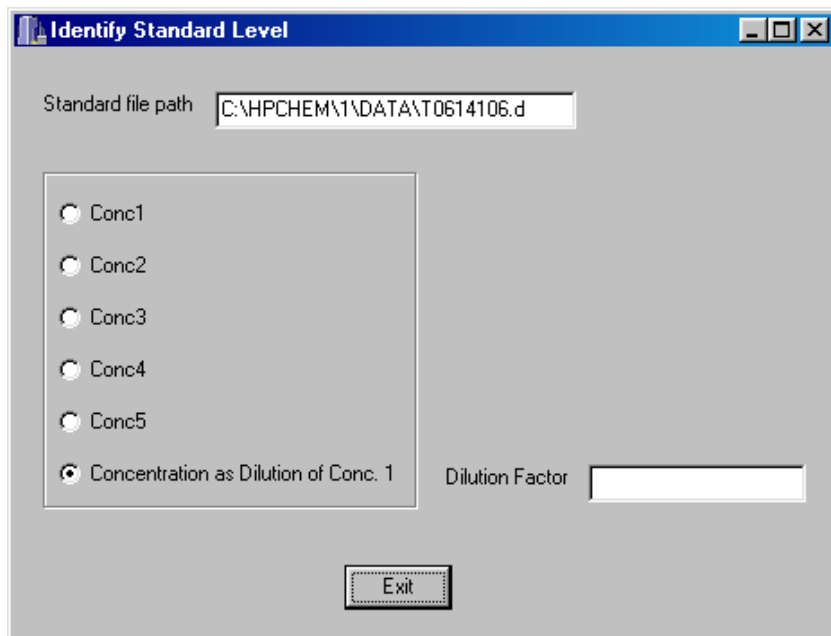 Identify Standard Level
Standard file path C:\HPCHEM\1\DATA\T0614106.d
Conc1
Conc2
Conc3
Conc4
Conc5
Concentration as Dilution of Conc. 1 Dilution Factor
Exit